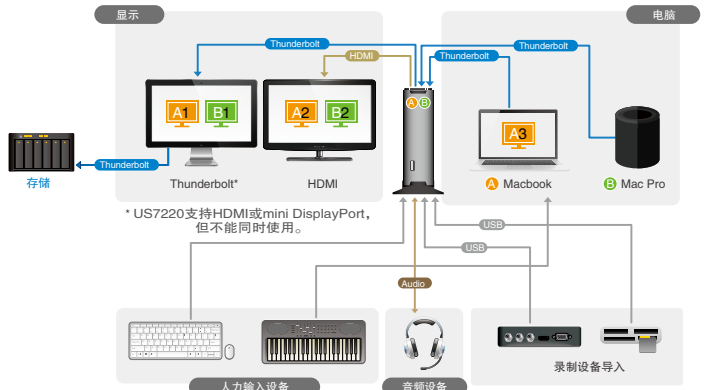 显示
电脑
Thunderbolt
HDMI
Thunderbolt
Thunderbolt
A1
B1
A2
B2
A
B
A3
Thunderbolt
存储
Thunderbolt*
HDMI
A Macbook
B Mac Pro
* US7220支持HDMI或mini DisplayPort，
但不能同时使用。
USB
USB
Audio
录制设备导入
人力输入设备
音频设备